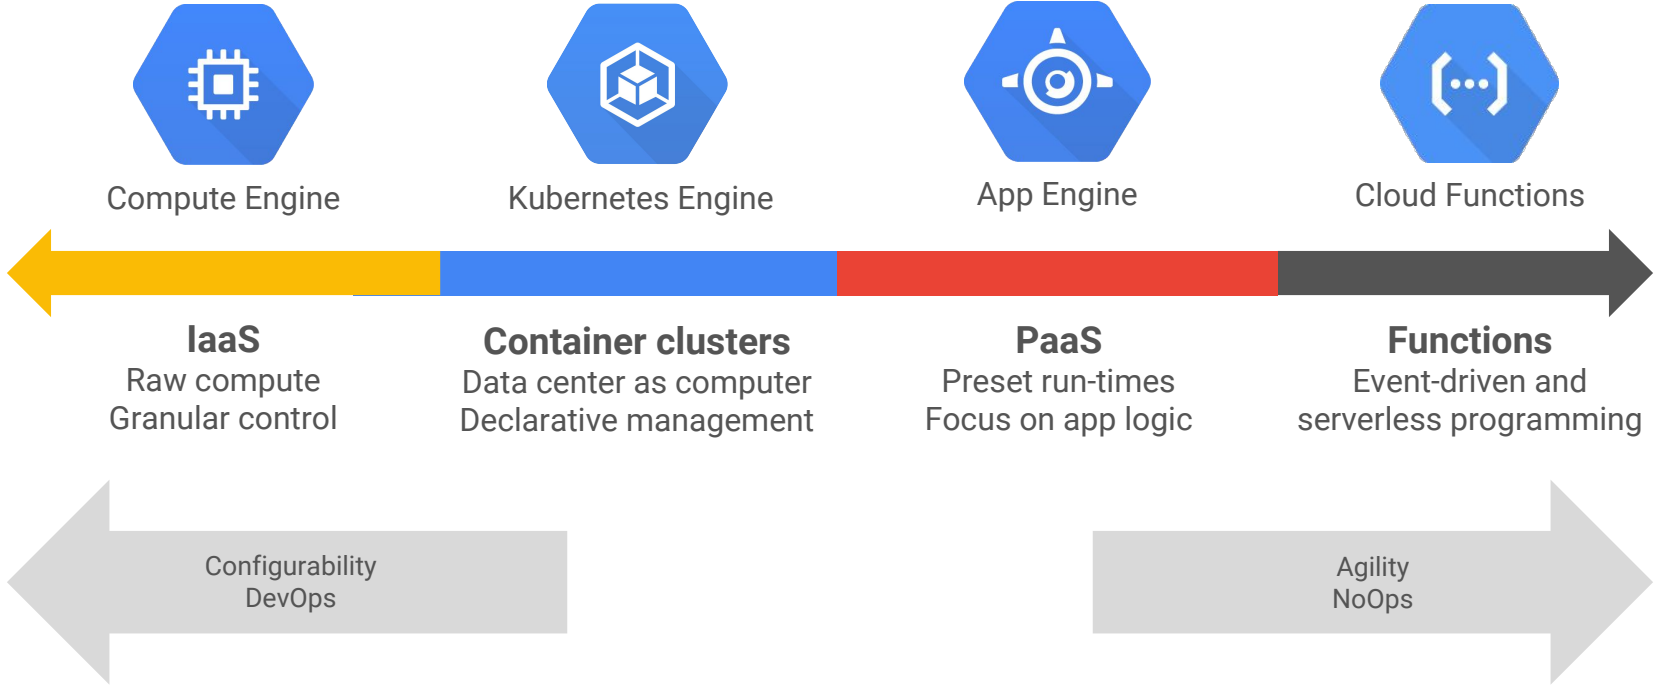 Compute Engine
Kubernetes Engine
App Engine
Cloud Functions
IaaS
Raw compute
Granular control
Container clusters
Data center as computer
Declarative management
PaaS
Preset run-times
Focus on app logic
Functions
Event-driven and
serverless programming
Configurability
DevOps
Agility
NoOps